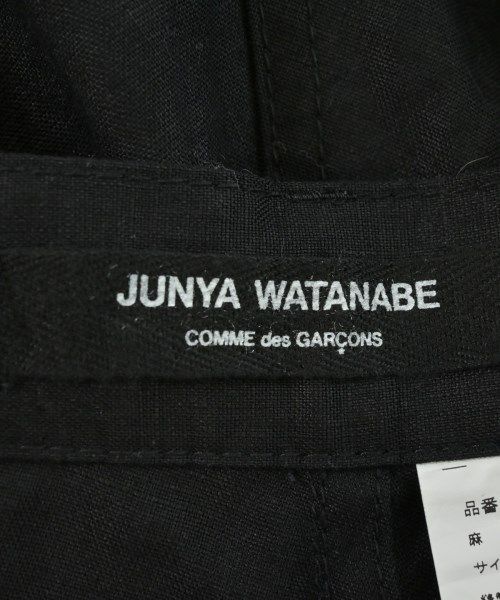 JUNYA WATANABE
COMME des GARÇONS
品番
麻
サイ